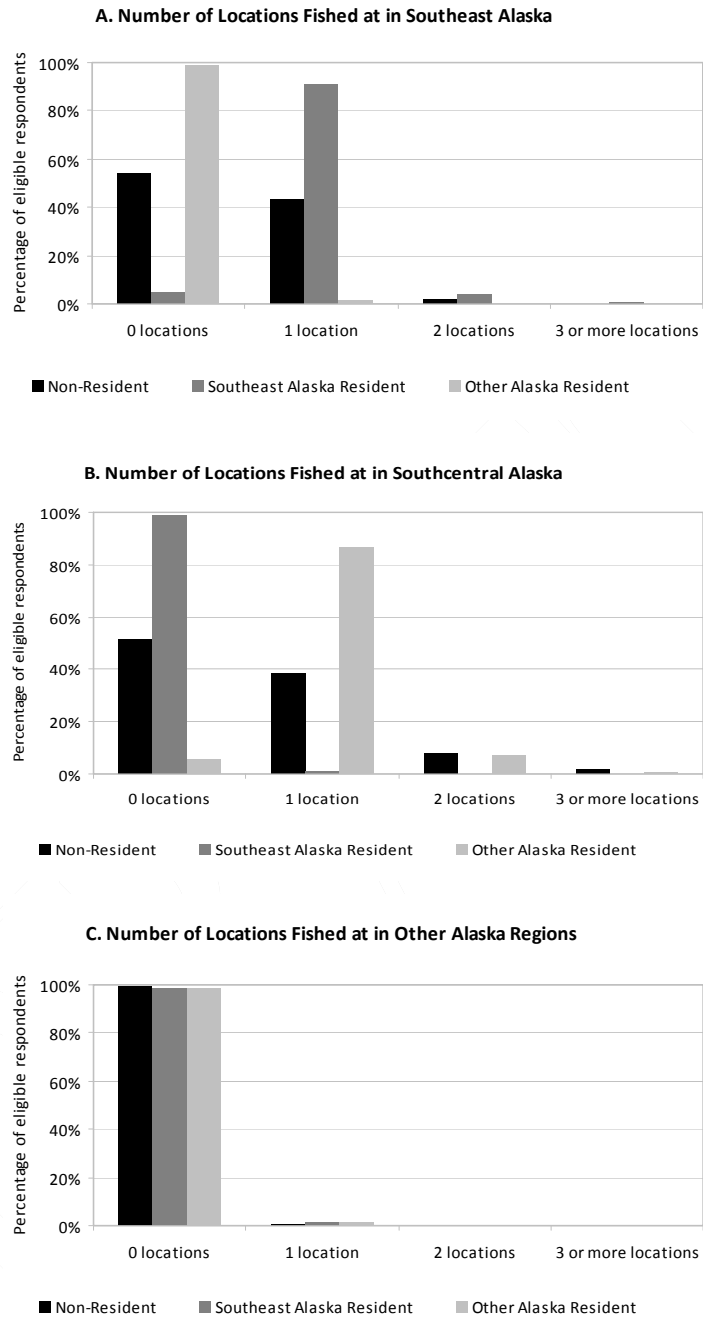 A. Number of Locations Fished at in Southeast Alaska
Percentage of eligible respondents
100%
80%
60%
40%
20%
0%
0 locations 1 location 2 locations 3 or more locations
Non-Resident Southeast Alaska Resident Other Alaska Resident
B. Number of Locations Fished at in Southcentral Alaska
Percentage of eligible respondents
100%
80%
60%
40%
20%
0%
0 locations 1 location 2 locations 3 or more locations
Non-Resident Southeast Alaska Resident Other Alaska Resident
C. Number of Locations Fished at in Other Alaska Regions
Percentage of eligible respondents
100%
80%
60%
40%
20%
0%
0 locations 1 location 2 locations 3 or more locations
Non-Resident Southeast Alaska Resident Other Alaska Resident